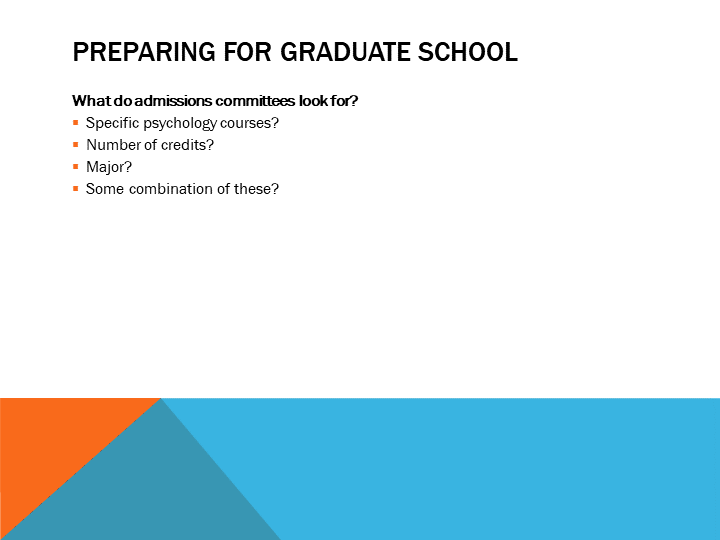 PREPARING FOR GRADUATE SCHOOL
What do admissions committees look for?
▪ Specific psychology courses?
▪ Number of credits?
▪ Major?
▪ Some combination of these?